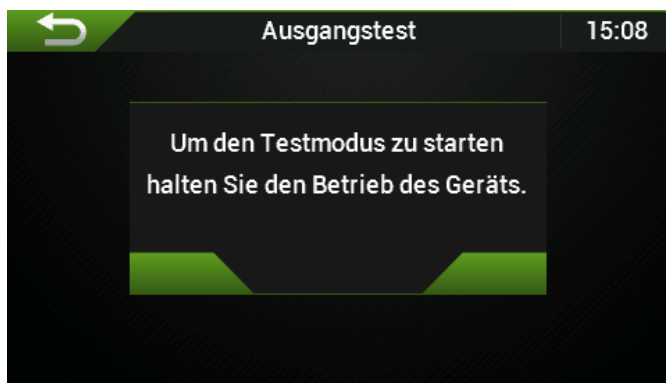 Ausgangstest 15:08
Um den Testmodus zu starten
halten Sie den Betrieb des Geräts.